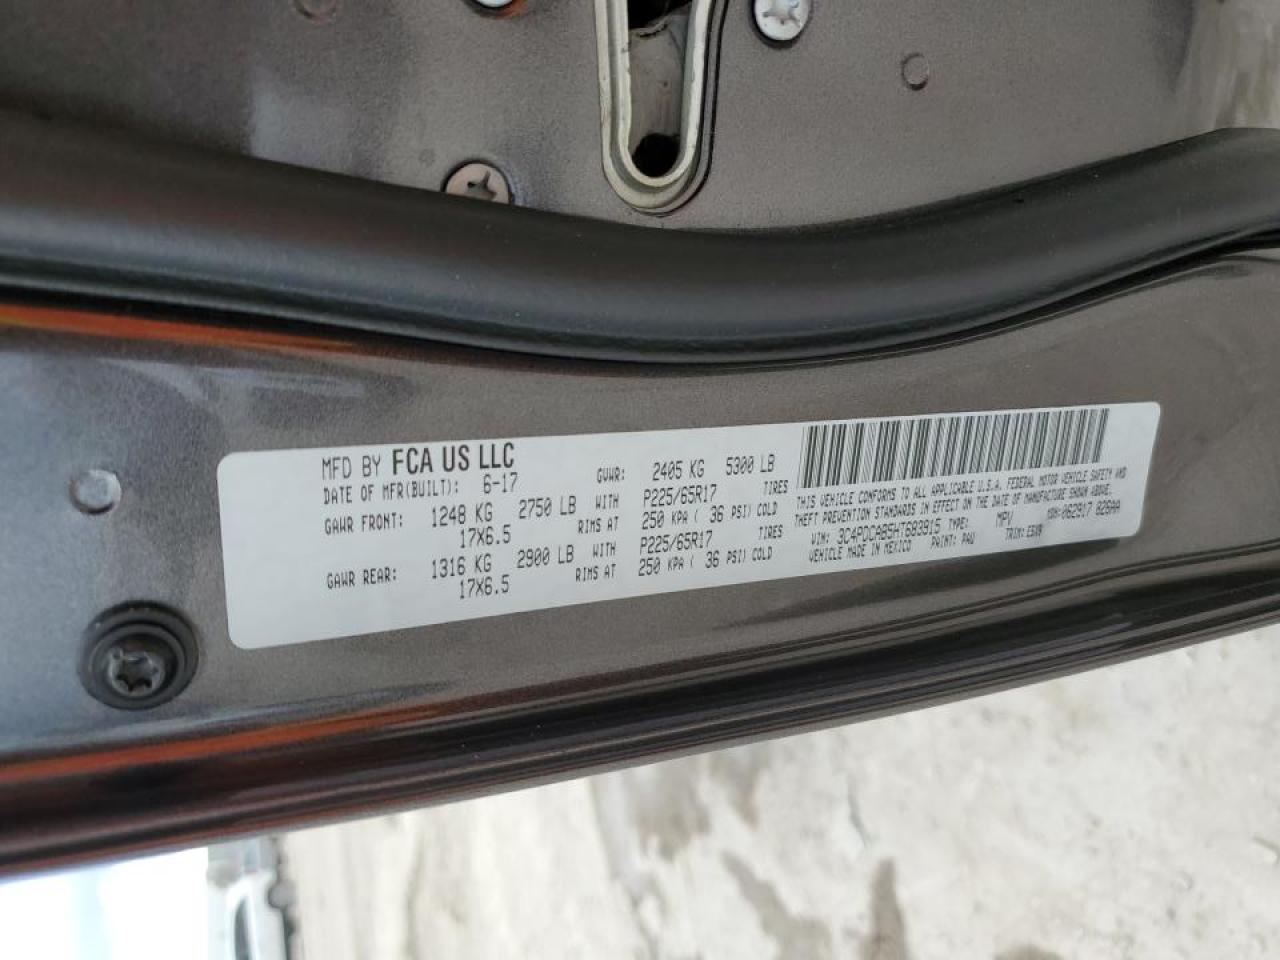 MFD BY FCA US LLC
DATE OF MFR(BUILT): 6-17 GVWR: 2405 KG 5300 LB
GAWR FRONT: 1248 KG 2750 LB WITH P225/65R17 TIRES
17X6.5 RIMS AT 250 KPA ( 36 PSI) COLD
GAWR REAR: 1316 KG 2900 LB WITH P225/65R17 TIRES
17X6.5 RIMS AT 250 KPA ( 36 PSI) COLD
THIS VEHICLE CONFORMS TO ALL APPLICABLE U.S.A. FEDERAL MOTOR VEHICLE SAFETY AND
THEFT PREVENTION STANDARDS IN EFFECT ON THE DATE OF MANUFACTURE SHOWN ABOVE.
VIN: 3C4PDCAB5HT683915 TYPE: MPV MDH:062917 826AA
VEHICLE MADE IN MEXICO PAINT: PAU TRIM: